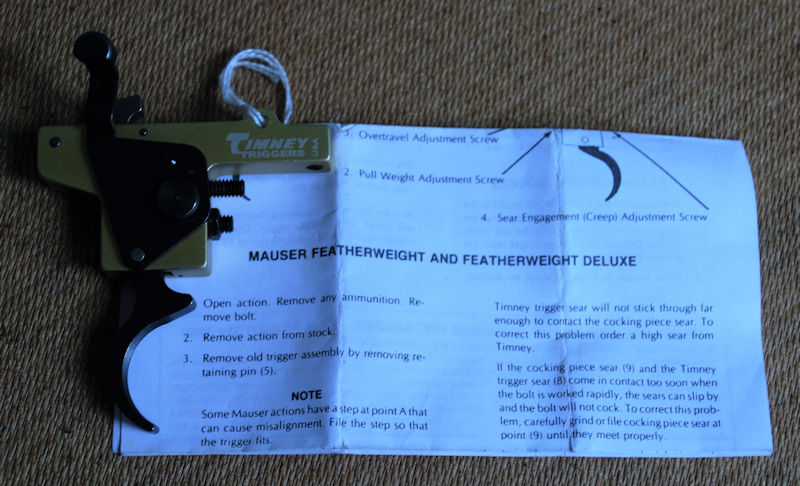 TIMNEY
TRIGGERS
3. Overtravel Adjustment Screw
2. Pull Weight Adjustment Screw
4. Sear Engagement (Creep) Adjustment Screw
MAUSER FEATHERWEIGHT AND FEATHERWEIGHT DELUXE
Open action. Remove any ammunition. Re-
move bolt.
2. Remove action from stock.
3. Remove old trigger assembly by removing re-
taining pin (5).
NOTE
Some Mauser actions have a step at point A that
can cause misalignment. File the step so that
the trigger fits.
Timney trigger sear will not stick through far
enough to contact the cocking piece sear. To
correct this problem order a high sear from
Timney.
If the cocking piece sear (9) and the Timney
trigger sear (8) come in contact too soon when
the bolt is worked rapidly, the sears can slip by
and the bolt will not cock. To correct this prob-
lem, carefully grind or file cocking piece sear at
point (9) until they meet properly.